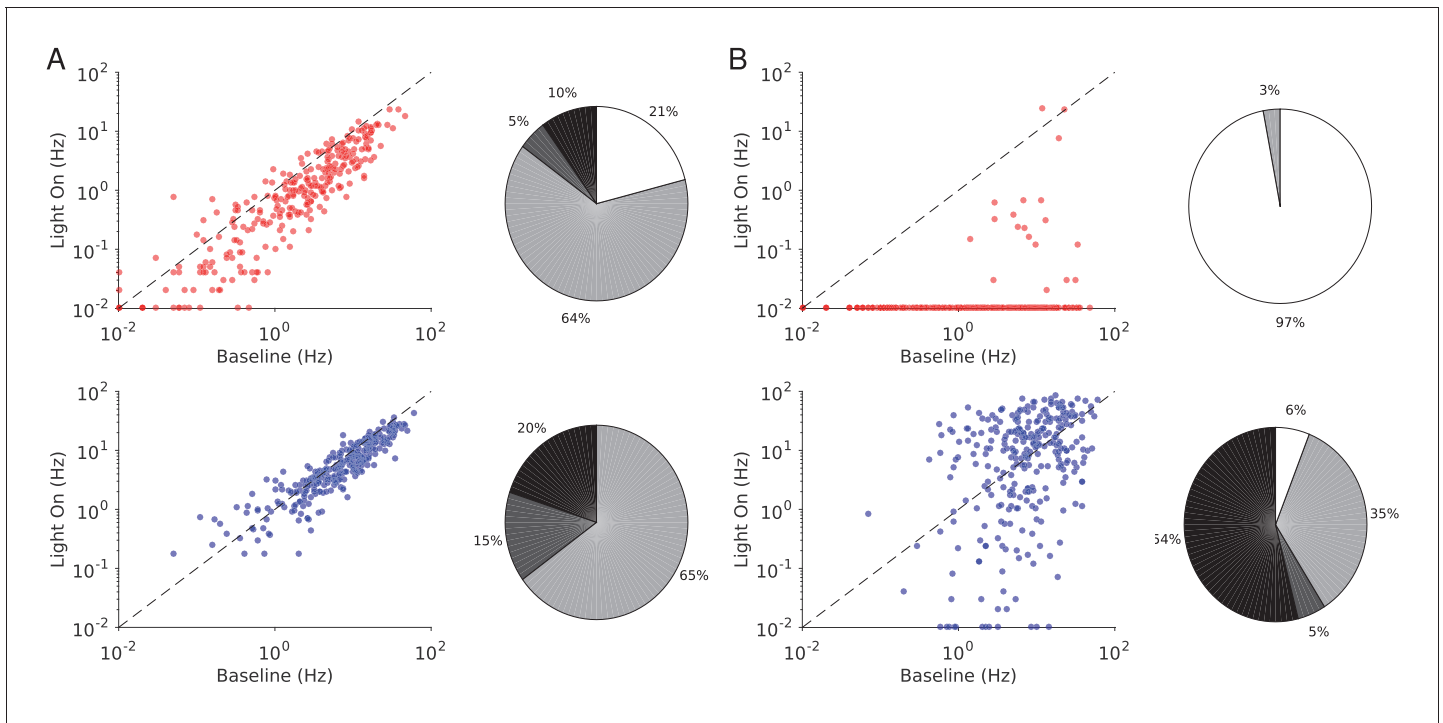 A
10² 10¹ 10⁰ 10⁻¹ 10⁻²
Light On (Hz)
10⁻² 10⁰ 10²
Baseline (Hz)
10% 21%
5%
64%
B
10² 10¹ 10⁰ 10⁻¹ 10⁻²
Light On (Hz)
10⁻² 10⁰ 10²
Baseline (Hz)
3%
97%
10² 10¹ 10⁰ 10⁻¹ 10⁻²
Light On (Hz)
10⁻² 10⁰ 10²
Baseline (Hz)
20%
15%
65%
10² 10¹ 10⁰ 10⁻¹ 10⁻²
Light On (Hz)
10⁻² 10⁰ 10²
Baseline (Hz)
6%
35%
5%